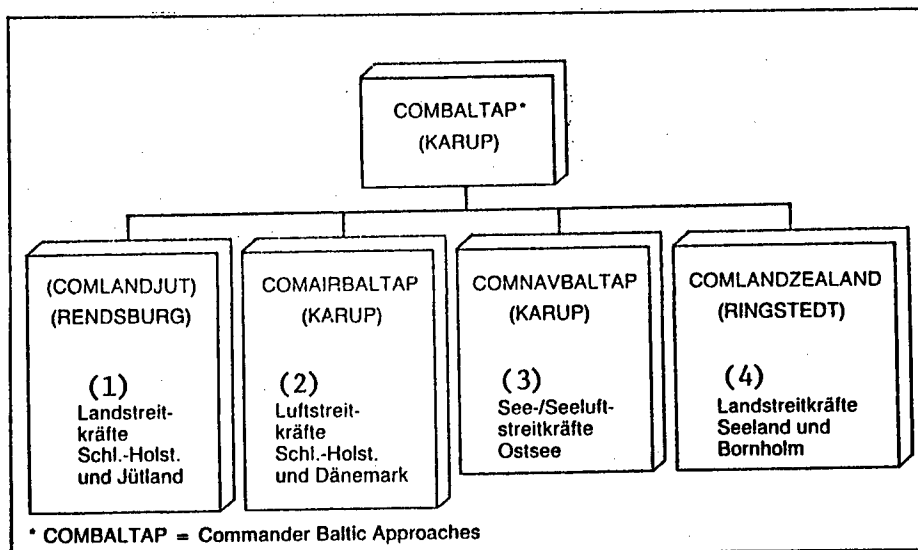 COMBALTAP*
(KARUP)
(COMLANDJUT)
(RENDSBURG)
(1)
Landstreit-
kräfte
Schl.-Holst.
und Jütland
COMAIRBALTAP
(KARUP)
(2)
Luftstreit-
kräfte
Schl.-Holst.
und Dänemark
COMNAVBALTAP
(KARUP)
(3)
See-/Seeluft-
streitkräfte
Ostsee
COMLANDZEALAND
(RINGSTEDT)
(4)
Landstreitkräfte
Seeland und
Bornholm
* COMBALTAP = Commander Baltic Approaches